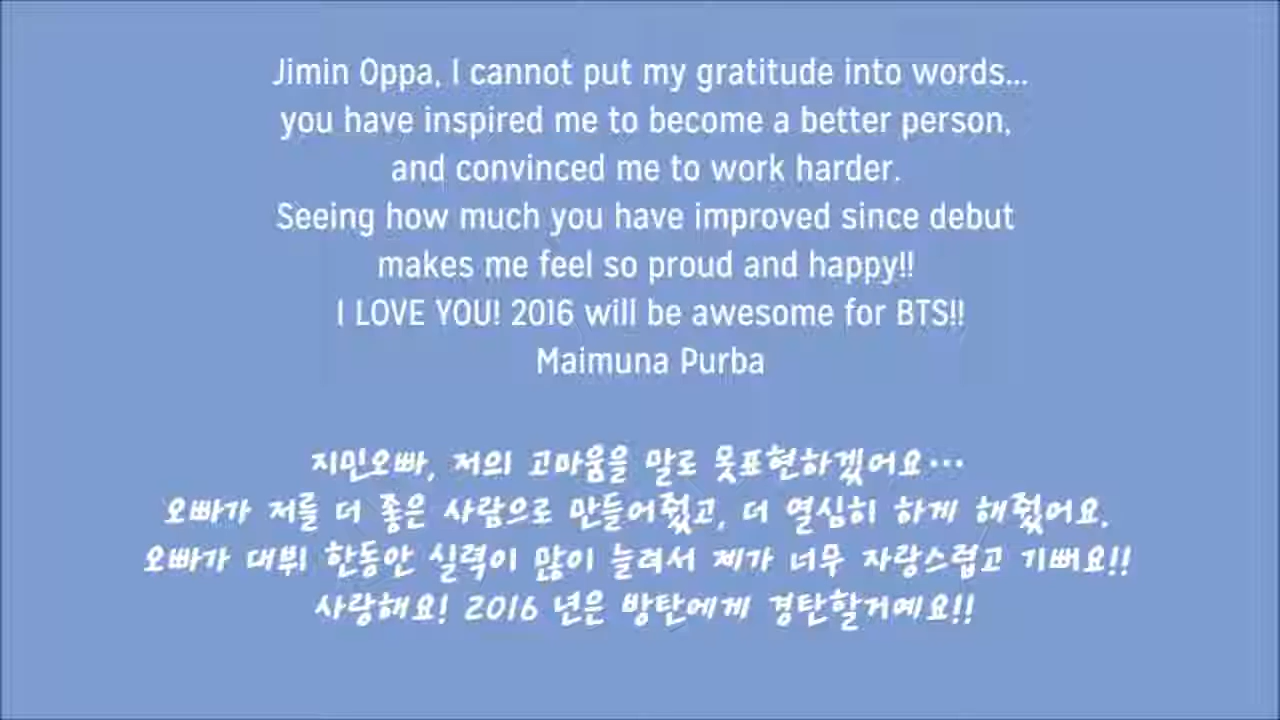 Jimin Oppa, I cannot put my gratitude into words...
you have inspired me to become a better person,
and convinced me to work harder.
Seeing how much you have improved since debut
makes me feel so proud and happy!!
I LOVE YOU! 2016 will be awesome for BTS!!
Maimuna Purba
지민오빠, 저의 고마움을 말로 못표현하겠어요...
오빠가 저를 더 좋은 사람으로 만들어줬고, 더 열심히 하게 해줬어요.
오빠가 대뷔 한동안 실력이 많이 늘려서 제가 너무 자랑스럽고 기뻐요!!
사랑해요! 2016 년은 방탄에게 경탄할거예요!!